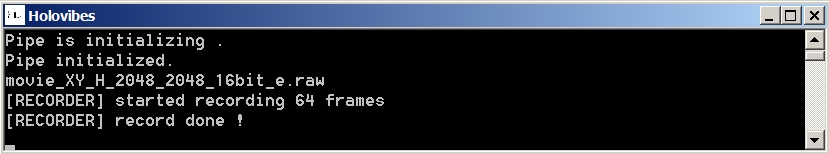 Holovibes
Pipe is initializing .
Pipe initialized.
movie_XY_H_2048_2048_16bit_e.raw
[RECORDER] started recording 64 frames
[RECORDER] record done !